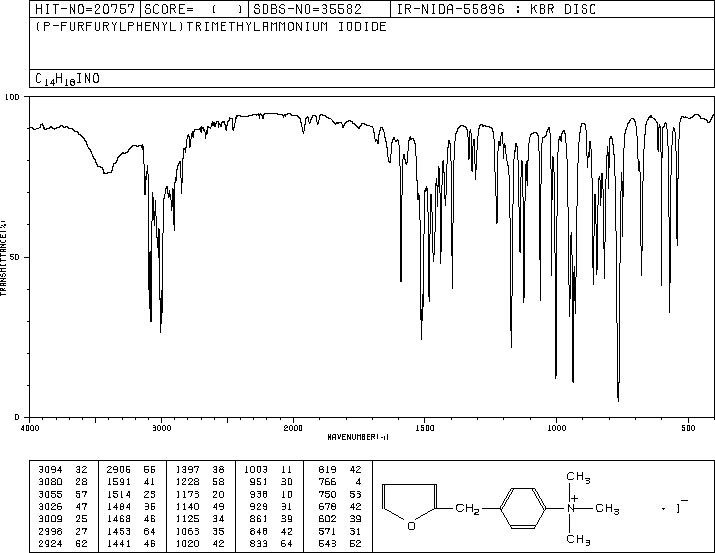 HIT-NO=20757 SCORE= ( ) SDBS-NO=35582 IR-NIDA-55896 : KBR DISC
(P-FURFURYLPHENYL)TRIMETHYLAMMONIUM IODIDE
C14H18INO
100
50
0
TRANSMITTANCE(%)
4000 3000 2000 1500 1000 500
WAVENUMBER(-1)
3094 32 2906 56 1397 38 1003 11 819 42
3080 28 1591 41 1228 58 951 30 766 4
3055 57 1514 23 1173 20 938 10 750 53
3026 47 1484 35 1140 49 929 31 678 42
3009 25 1468 46 1125 34 861 39 602 39
2998 27 1453 64 1063 35 848 42 571 31
2924 62 1441 46 1020 42 833 64 543 52
CH3
O CH2 N + CH3 · I −
CH3